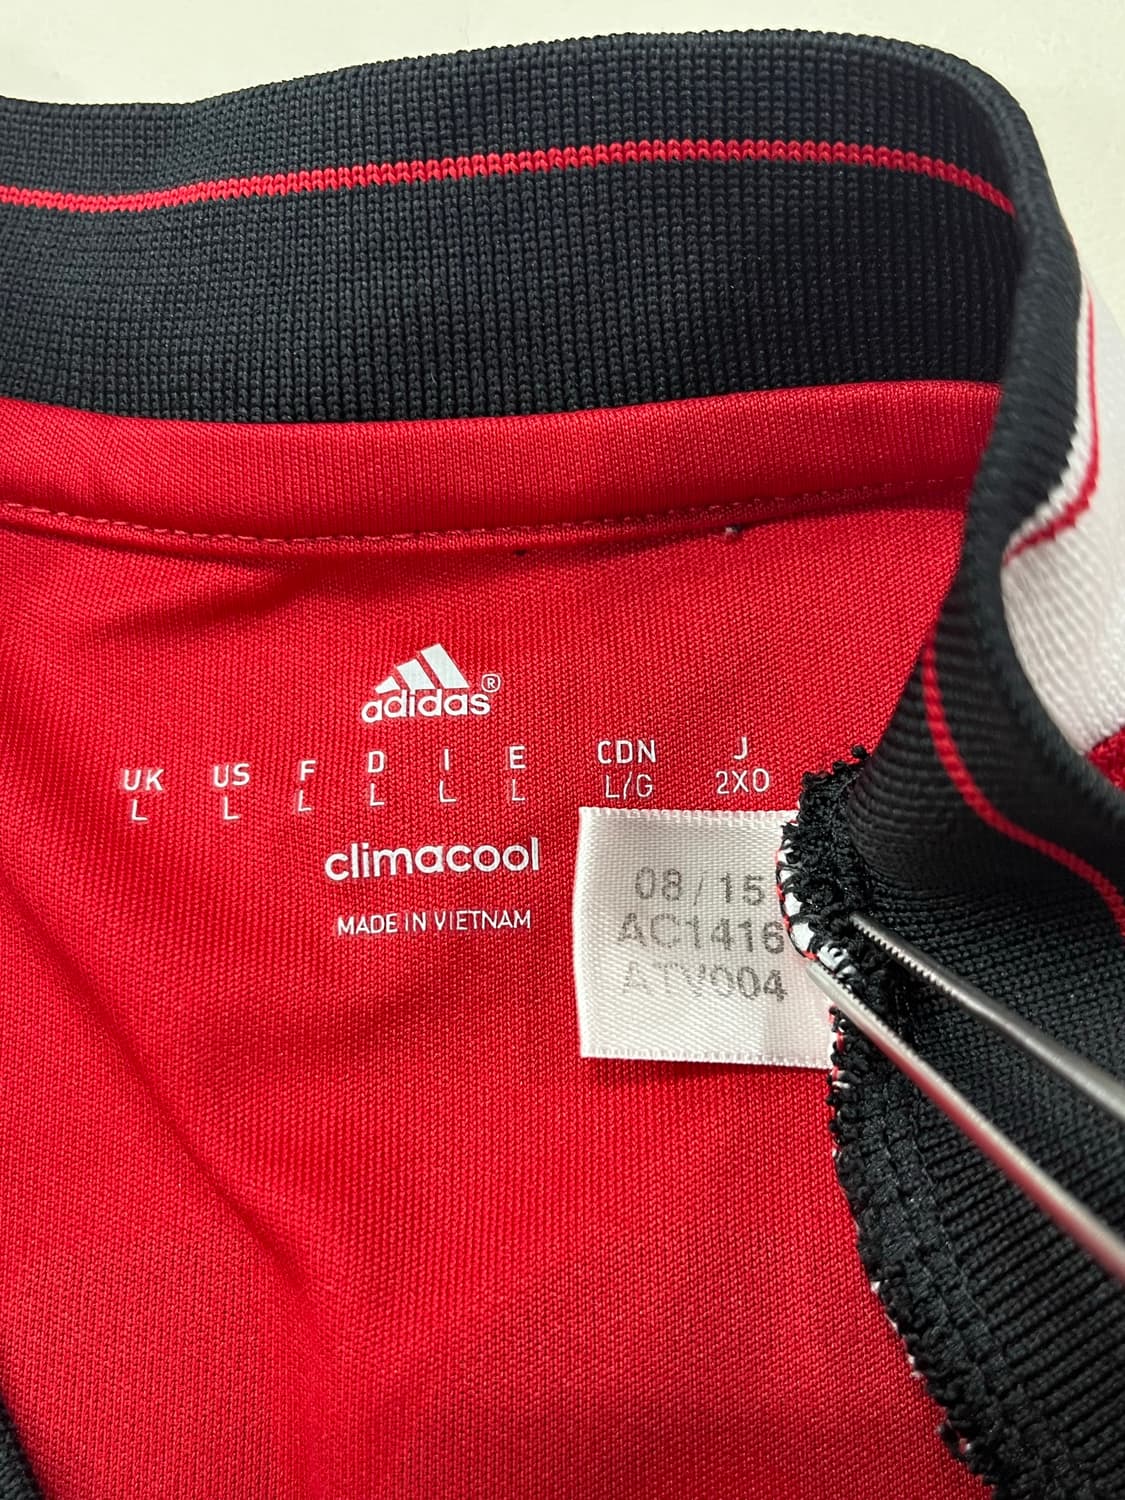 adidas®
UK US F D I E CDN J
L L L L L L L/G 2XO
climacool
MADE IN VIETNAM
08/15
AC1416
ATV004